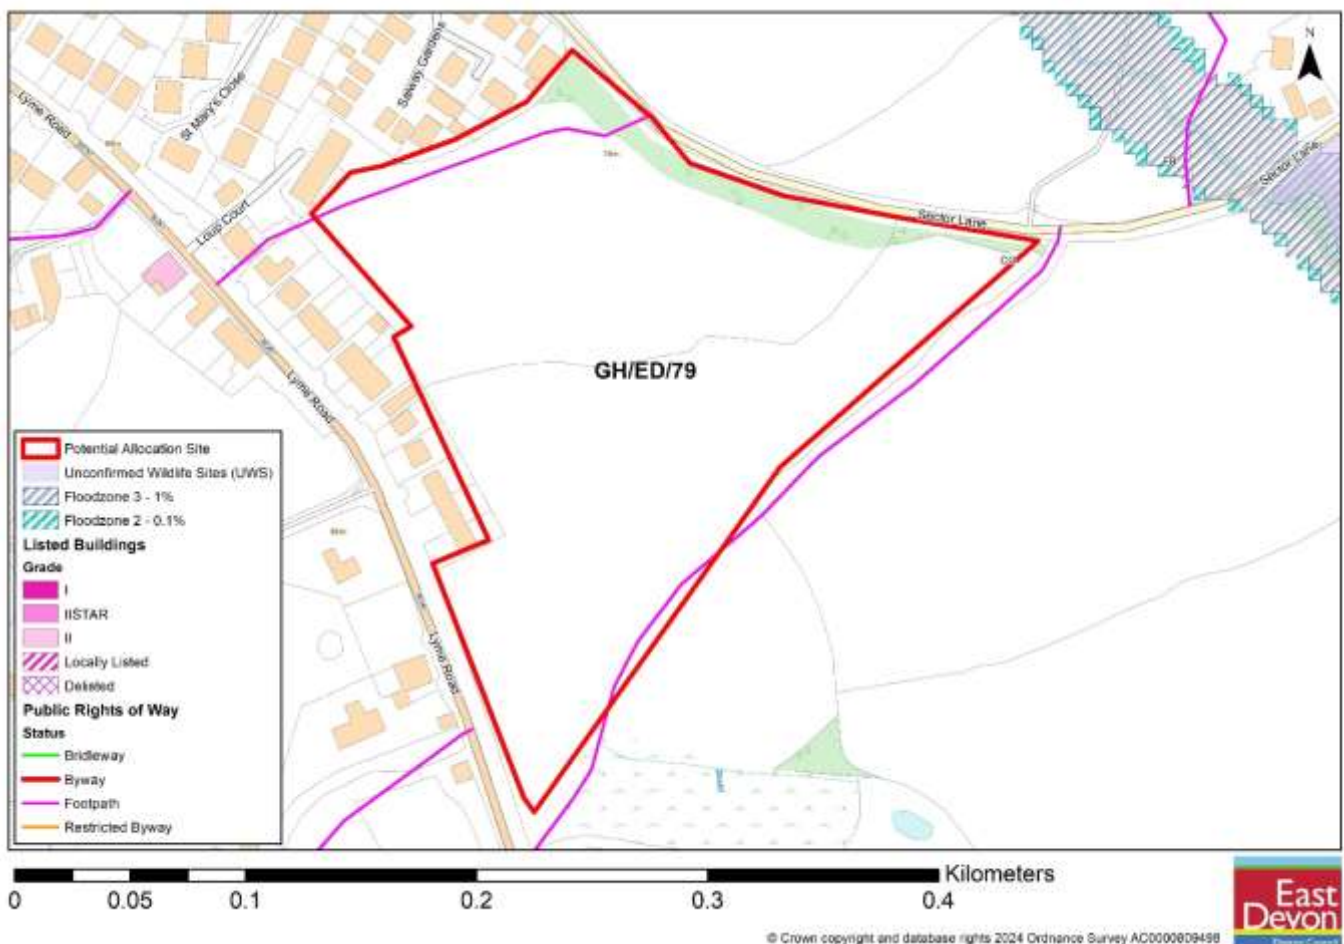 N
Lyme Road
St Mary's Close
Salway Gardens
Loup Court
Sector Lane
Sector Lane
FB
Lyme Road
GH/ED/79
Lyme Road
Potential Allocation Site
Unconfirmed Wildlife Sites (UWS)
Floodzone 3 - 1%
Floodzone 2 - 0.1%
Listed Buildings
Grade
I
IISTAR
II
Locally Listed
Delisted
Public Rights of Way
Status
Bridleway
Byway
Footpath
Restricted Byway
Kilometers
0 0.05 0.1 0.2 0.3 0.4
East
Devon
© Crown copyright and database rights 2024 Ordnance Survey AC0000809498